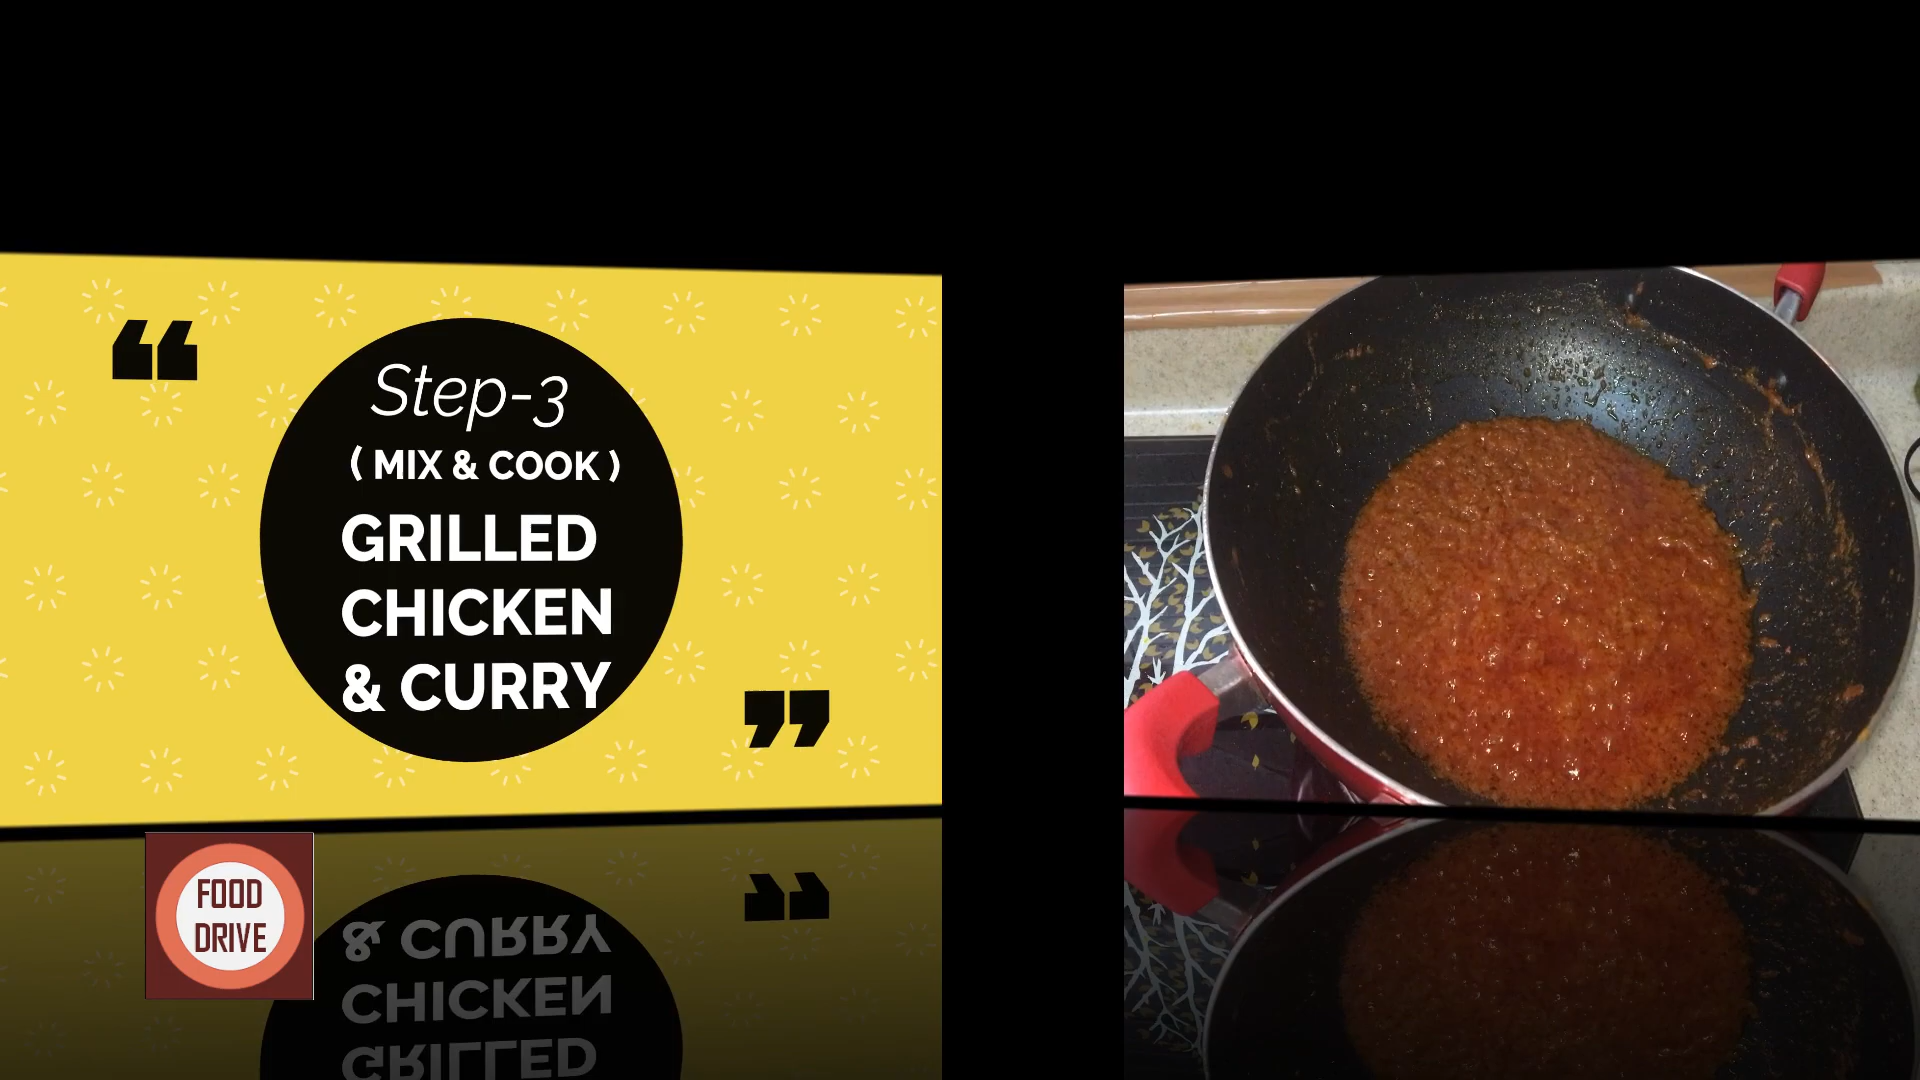 “
Step-3
( MIX & COOK )
GRILLED
CHICKEN
& CURRY
”
FOOD
DRIVE